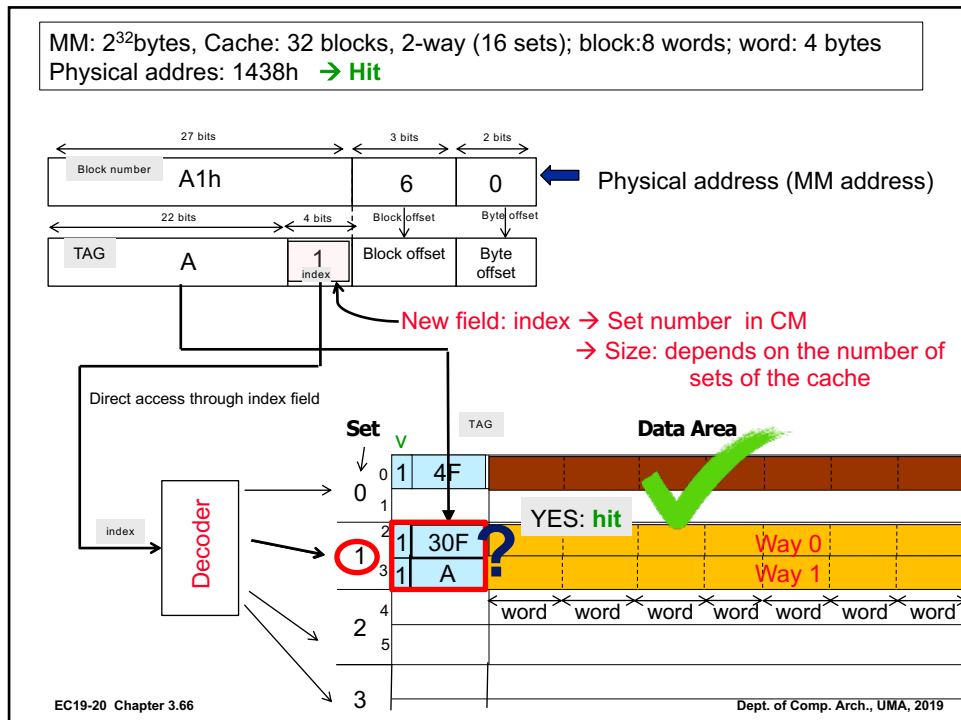 MM: 2³²bytes, Cache: 32 blocks, 2-way (16 sets); block:8 words; word: 4 bytes
Physical addres: 1438h → Hit
27 bits 3 bits 2 bits
Block number A1h 6 0
Physical address (MM address)
22 bits 4 bits Block offset Byte offset
TAG A 1 index Block offset Byte offset
New field: index → Set number in CM
→ Size: depends on the number of
sets of the cache
Direct access through index field
Set V TAG Data Area
0 0 1 4F
1
YES: hit
index Decoder
1 2 1 30F ? Way 0
3 1 A Way 1
word word word word word word word
2 4
5
3
EC19-20 Chapter 3.66 Dept. of Comp. Arch., UMA, 2019